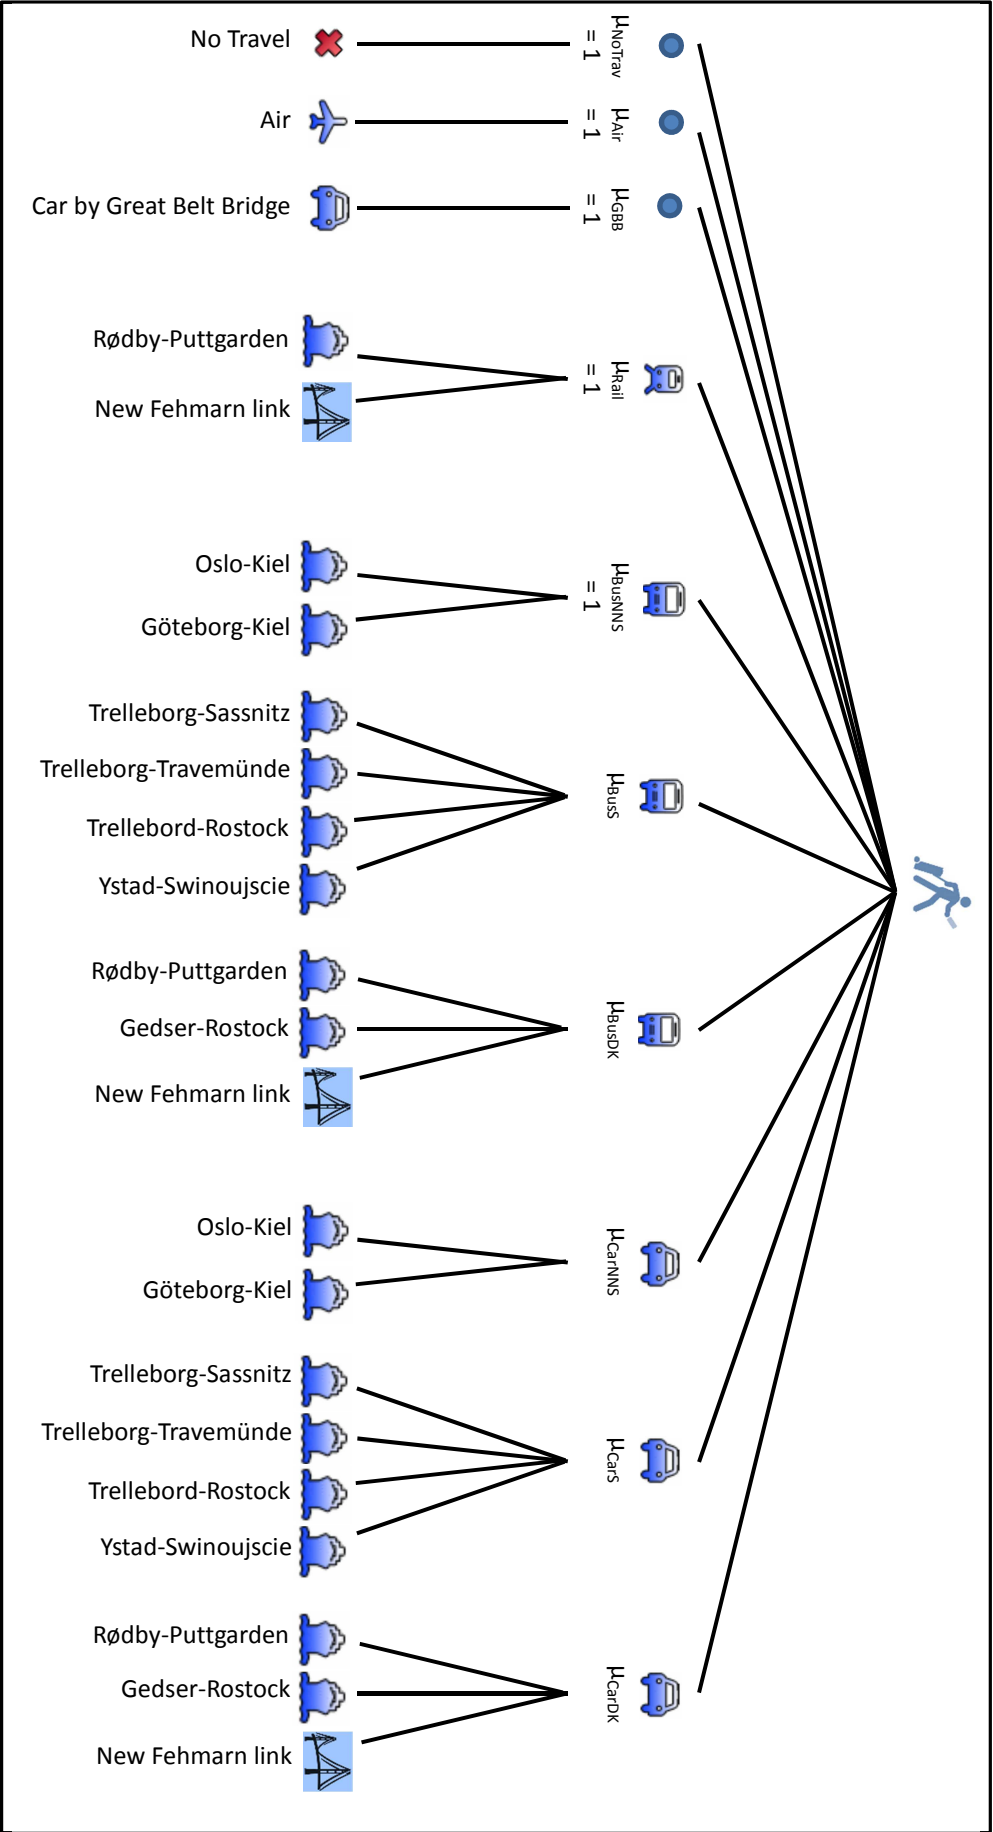 No Travel
μNoTrav
= 1
Air
μAir
= 1
Car by Great Belt Bridge
μGBB
= 1
Rødby-Puttgarden
New Fehmarn link
μRail
= 1
Oslo-Kiel
Göteborg-Kiel
μBusNNS
= 1
Trelleborg-Sassnitz
Trelleborg-Travemünde
Trellebord-Rostock
Ystad-Swinoujscie
μBusS
Rødby-Puttgarden
Gedser-Rostock
New Fehmarn link
μBusDK
Oslo-Kiel
Göteborg-Kiel
μCarNNS
Trelleborg-Sassnitz
Trelleborg-Travemünde
Trellebord-Rostock
Ystad-Swinoujscie
μCarS
Rødby-Puttgarden
Gedser-Rostock
New Fehmarn link
μCarDK